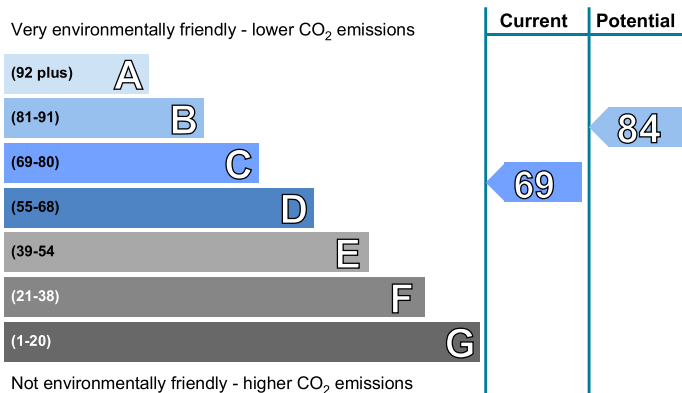 Very environmentally friendly - lower CO2 emissions
Current
Potential
(92 plus) A
(81-91) B
(69-80) C
(55-68) D
(39-54 E
(21-38) F
(1-20) G
84
69
Not environmentally friendly - higher CO2 emissions